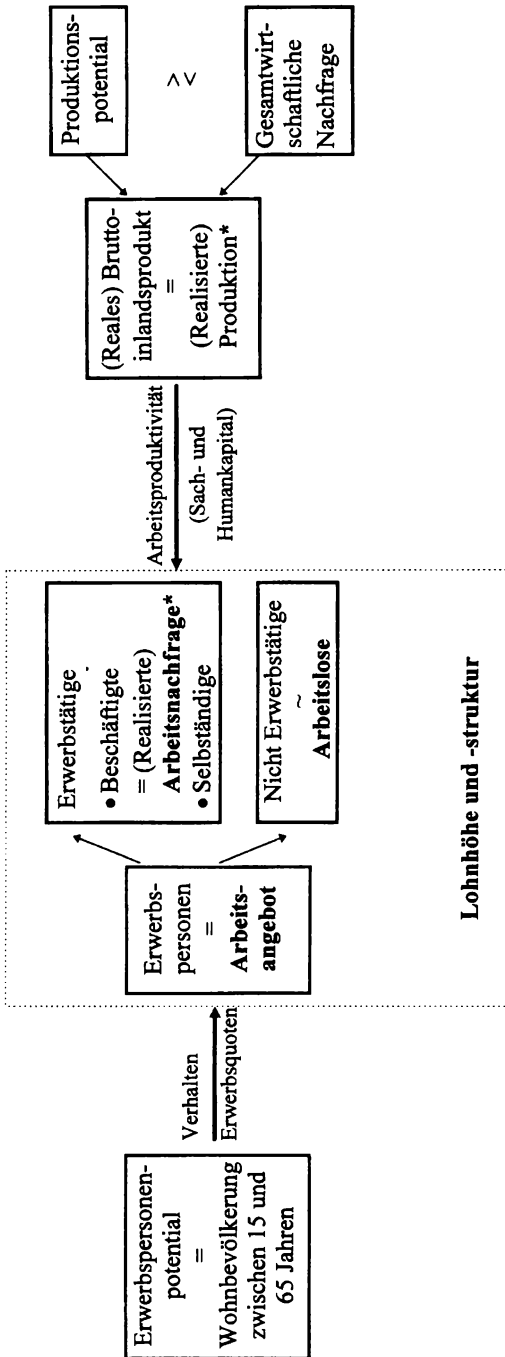 Erwerbspersonen-
potential
=
Wohnbevölkerung
zwischen 15 und
65 Jahren
Verhalten
Erwerbsquoten
Erwerbs-
personen
=
Arbeits-
angebot
Erwerbstätige
• Beschäftigte
= (Realisierte)
Arbeitsnachfrage*
• Selbständige
Nicht Erwerbstätige
~
Arbeitslose
Lohnhöhe und -struktur
Arbeitsproduktivität
(Sach- und
Humankapital)
(Reales) Brutto-
inlandsprodukt
=
(Realisierte)
Produktion*
Produktions-
potential
≥
<
Gesamtwirt-
schaftliche
Nachfrage